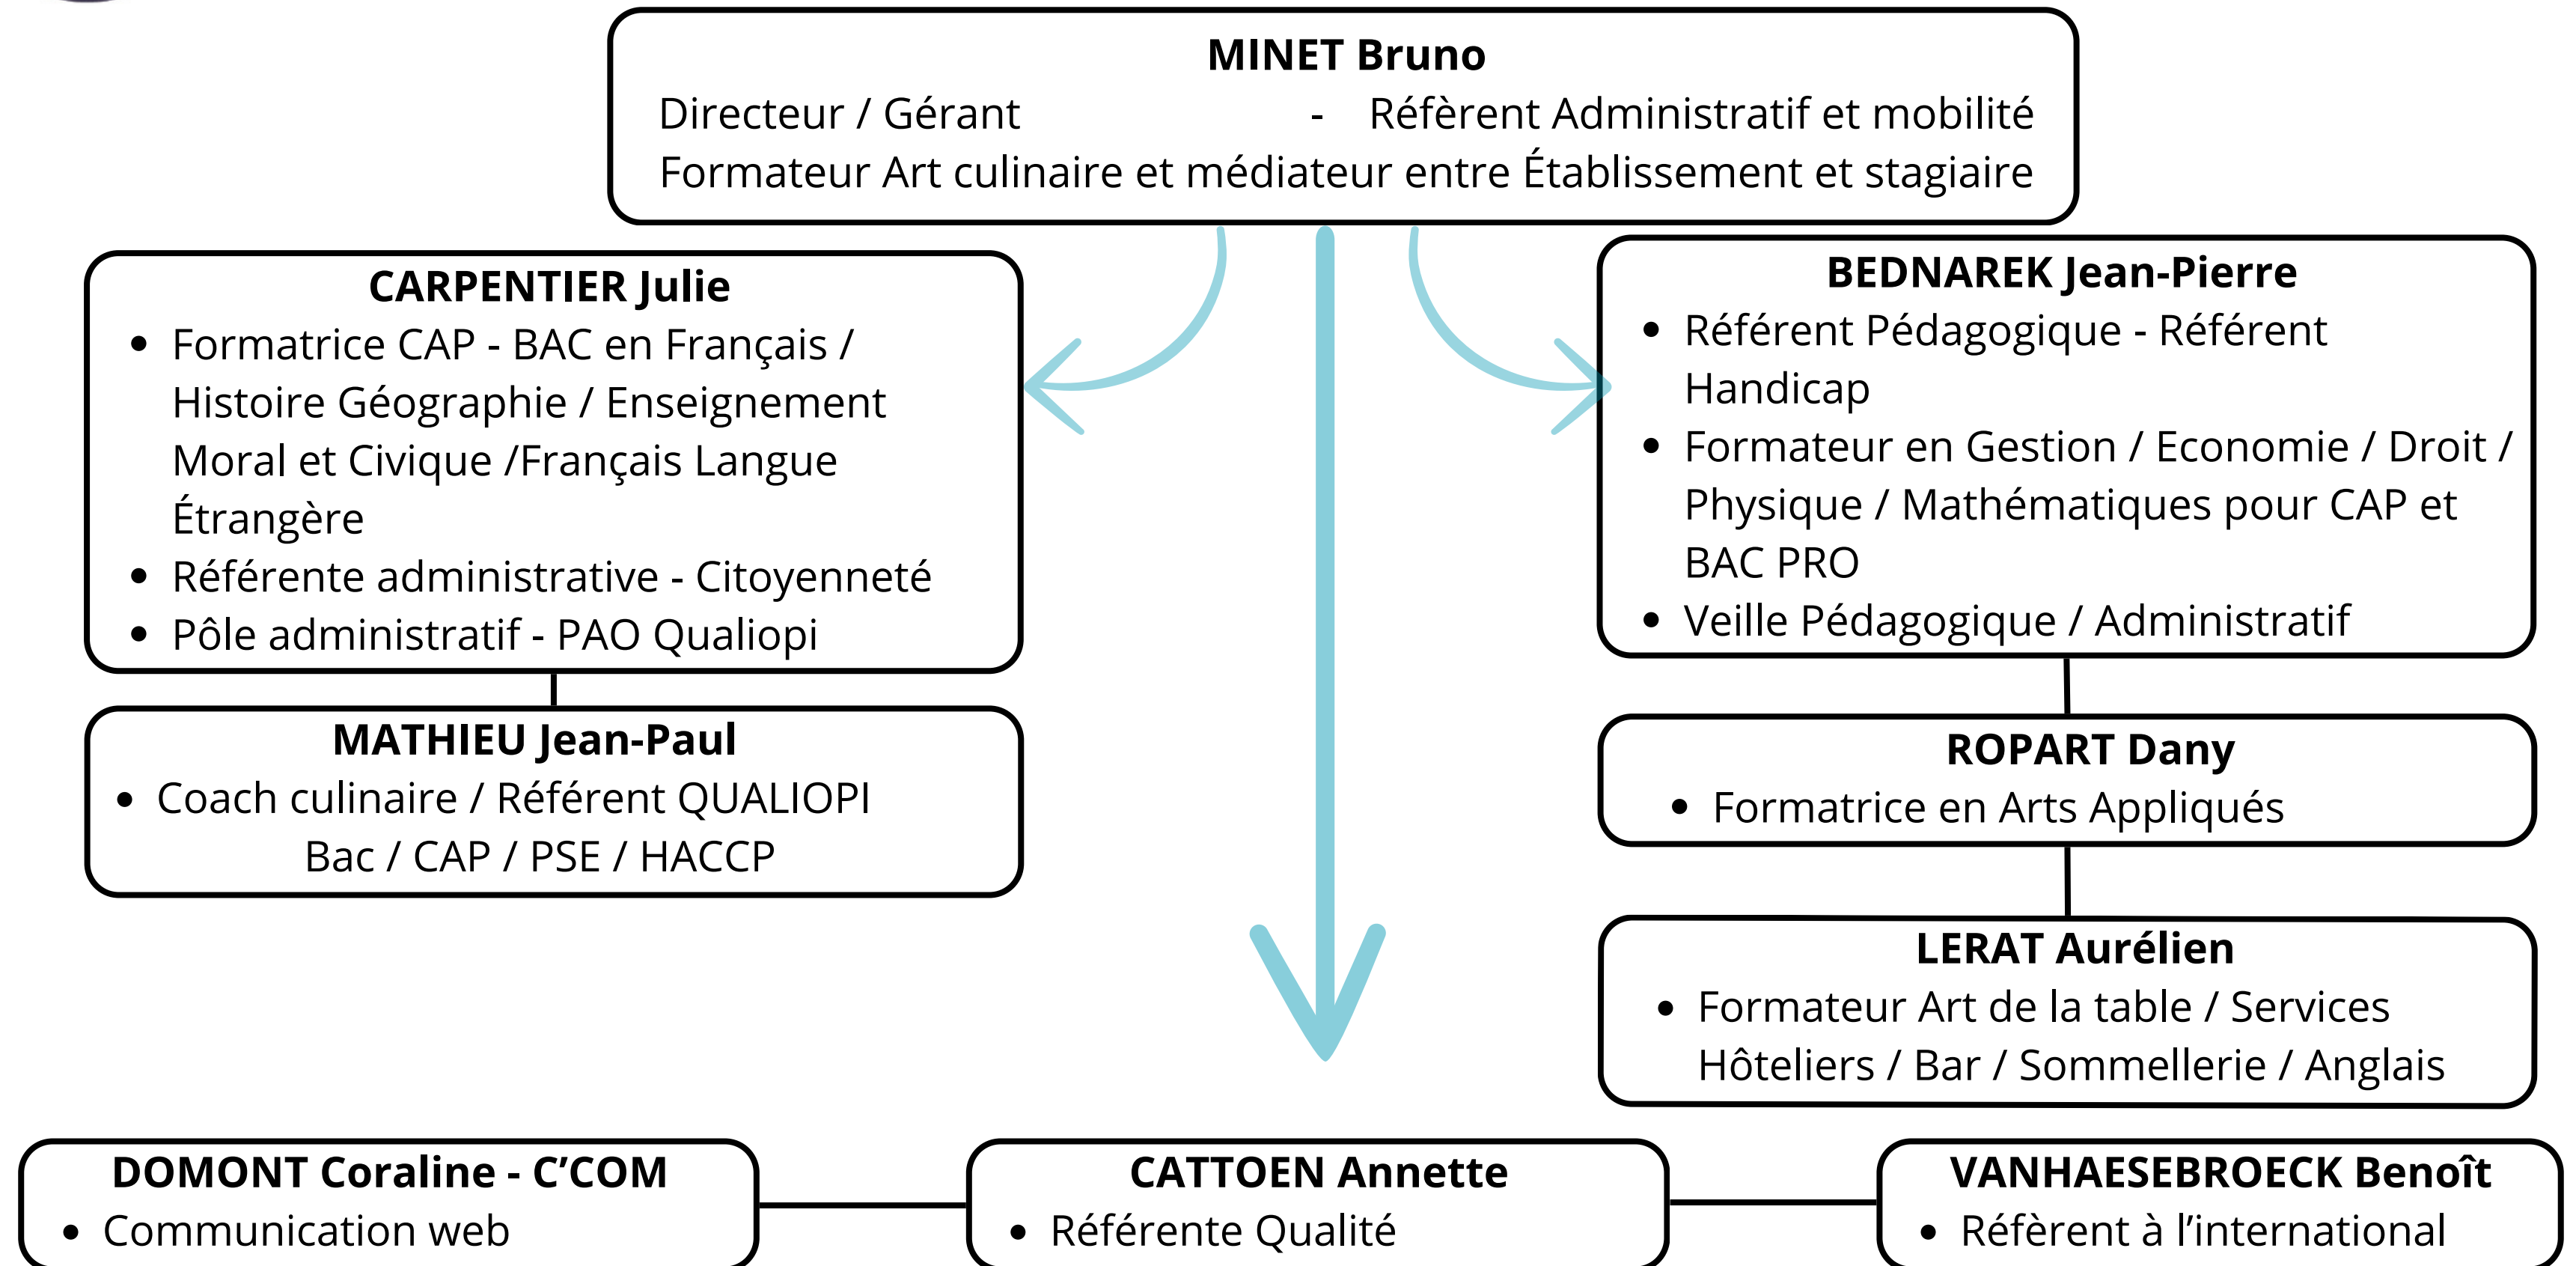 MINET Bruno
Directeur / Gérant - Réfèrent Administratif et mobilité
Formateur Art culinaire et médiateur entre Établissement et stagiaire
CARPENTIER Julie
• Formatrice CAP - BAC en Français /
Histoire Géographie / Enseignement
Moral et Civique /Français Langue
Étrangère
• Référente administrative - Citoyenneté
• Pôle administratif - PAO Qualiopi
BEDNAREK Jean-Pierre
• Référent Pédagogique - Référent
Handicap
• Formateur en Gestion / Economie / Droit /
Physique / Mathématiques pour CAP et
BAC PRO
• Veille Pédagogique / Administratif
MATHIEU Jean-Paul
• Coach culinaire / Référent QUALIOPI
Bac / CAP / PSE / HACCP
ROPART Dany
• Formatrice en Arts Appliqués
LERAT Aurélien
• Formateur Art de la table / Services
Hôteliers / Bar / Sommellerie / Anglais
DOMONT Coraline - C’COM
• Communication web
CATTOEN Annette
• Référente Qualité
VANHAESEBROECK Benoît
• Réfèrent à l’international